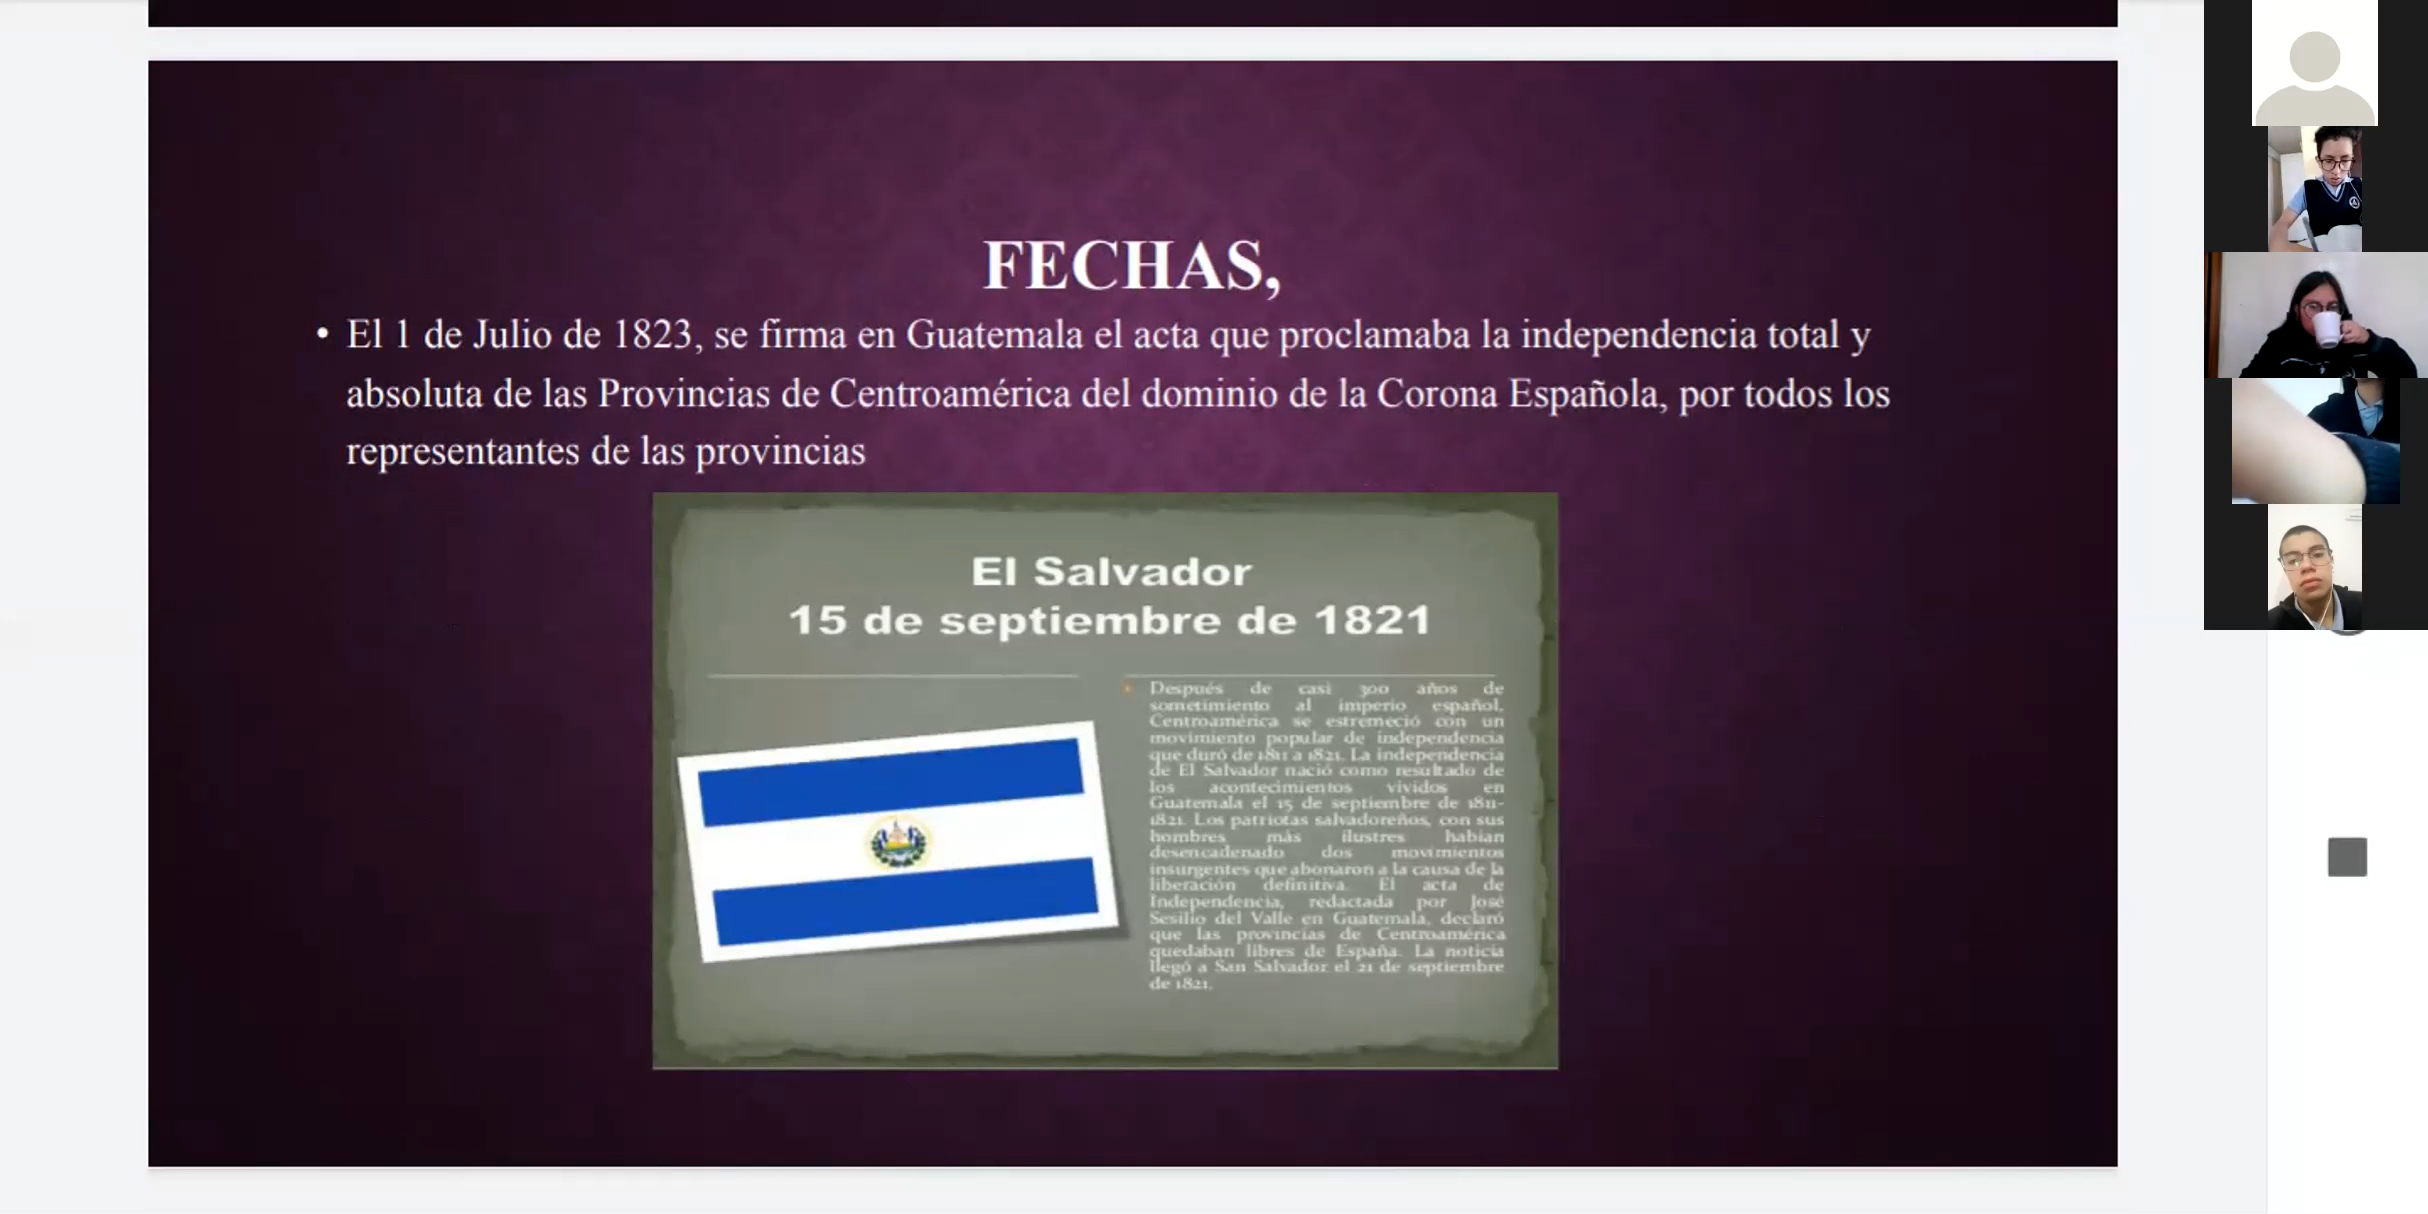 FECHAS,
• El 1 de Julio de 1823, se firma en Guatemala el acta que proclamaba la independencia total y
absoluta de las Provincias de Centroamérica del dominio de la Corona Española, por todos los
representantes de las provincias
El Salvador
15 de septiembre de 1821
Después de casi 300 años de
sometimiento al imperio español,
Centroamérica se estremeció con un
movimiento popular de independencia
que duró de 1811 a 1821. La independencia
de El Salvador nació como resultado de
los acontecimientos vividos en
Guatemala el 15 de septiembre de 1811-
1821. Los patriotas salvadoreños, con sus
hombres más ilustres habían
desencadenado dos movimientos
insurgentes que abonaron a la causa de la
liberación definitiva. El acta de
Independencia, redactada por José
Sesilio del Valle en Guatemala, declaró
que las provincias de Centroamérica
quedaban libres de España. La noticia
llegó a San Salvador el 21 de septiembre
de 1821.